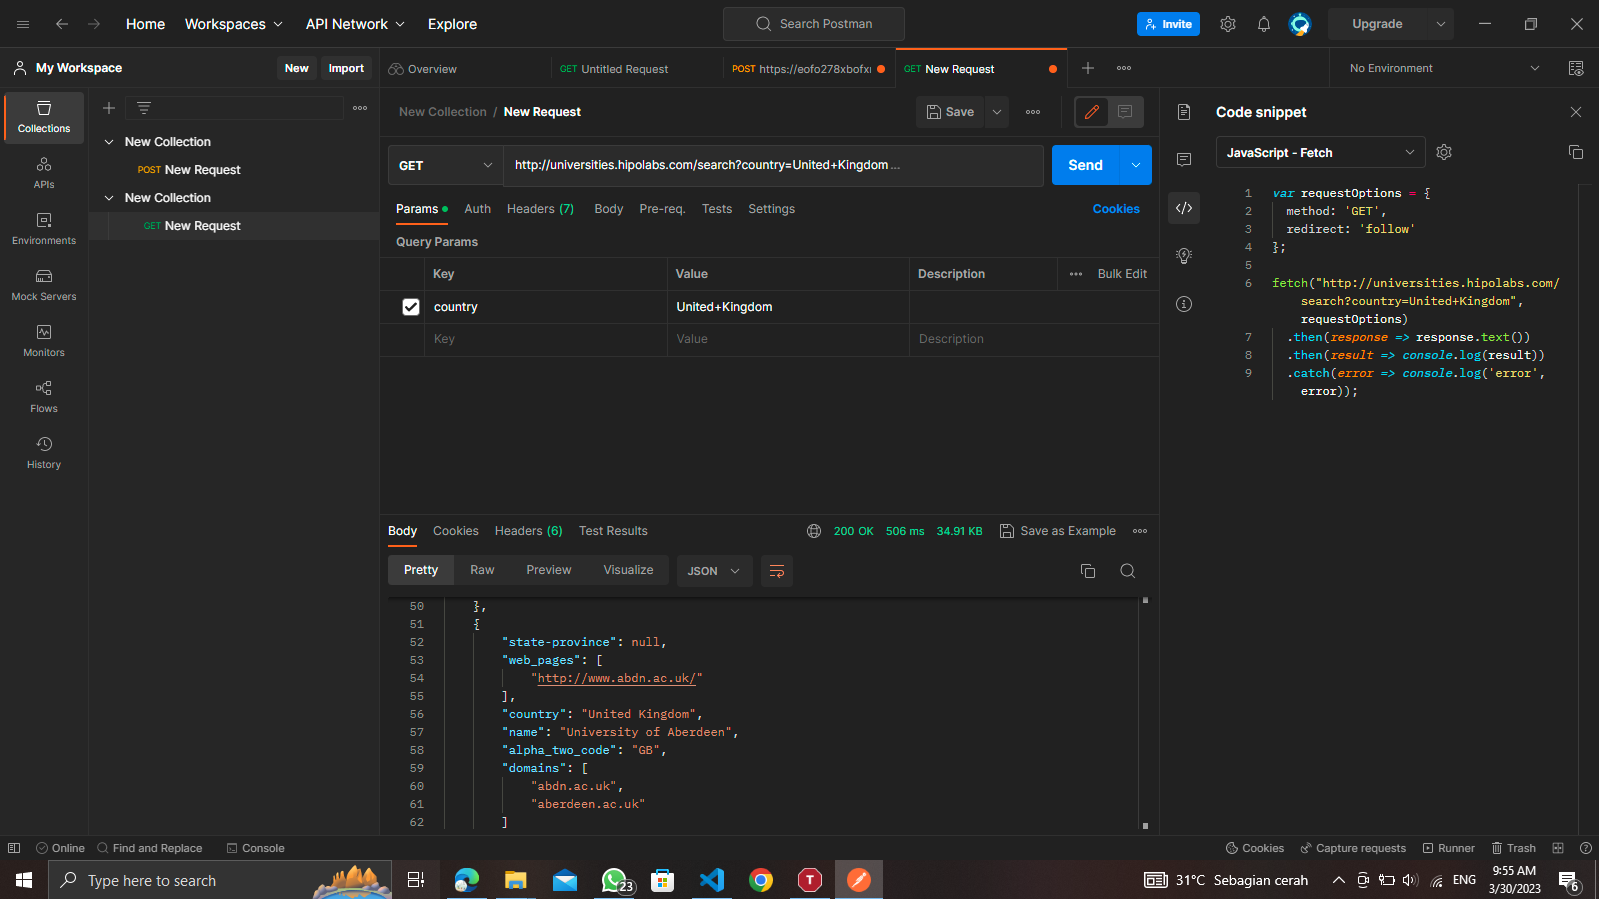 Home
Workspaces
API Network
Explore
Search Postman
Invite
Upgrade
My Workspace
New
Import
Overview
GET Untitled Request
POST https://eofo278xbofx
GET New Request
No Environment
Collections
APIs
Environments
Mock Servers
Monitors
Flows
History
New Collection
POST New Request
New Collection
GET New Request
New Collection / New Request
Save
GET
http://universities.hipolabs.com/search?country=United+Kingdom ...
Send
Params
Auth
Headers (7)
Body
Pre-req.
Tests
Settings
Cookies
Query Params
Key
Value
Description
Bulk Edit
country
United+Kingdom
Key
Value
Description
Body
Cookies
Headers (6)
Test Results
200 OK
506 ms
34.91 KB
Save as Example
Pretty
Raw
Preview
Visualize
JSON
50 },
51 {
52 "state-province": null,
53 "web_pages": [
54 "http://www.abdn.ac.uk/"
55 ],
56 "country": "United Kingdom",
57 "name": "University of Aberdeen",
58 "alpha_two_code": "GB",
59 "domains": [
60 "abdn.ac.uk",
61 "aberdeen.ac.uk"
62 ]
Code snippet
JavaScript - Fetch
1 var requestOptions = {
2 method: 'GET',
3 redirect: 'follow'
4 };
5
6 fetch("http://universities.hipolabs.com/
search?country=United+Kingdom",
requestOptions)
7 .then(response => response.text())
8 .then(result => console.log(result))
9 .catch(error => console.log('error',
error));
Online
Find and Replace
Console
Cookies
Capture requests
Runner
Trash
Type here to search
23
T
31°C Sebagian cerah
ENG
9:55 AM
3/30/2023
6